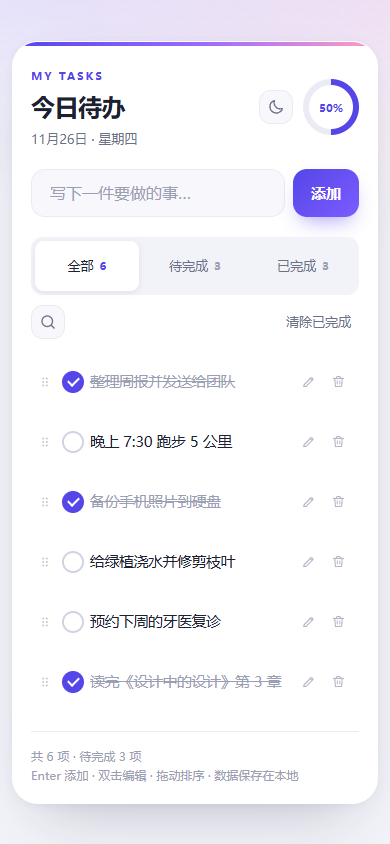 MY TASKS
今日待办
11月26日 · 星期四
50%
写下一件要做的事...
添加
全部 6
待完成 3
已完成 3
清除已完成
整理周报并发送给团队
晚上 7:30 跑步 5 公里
备份手机照片到硬盘
给绿植浇水并修剪枝叶
预约下周的牙医复诊
读完《设计中的设计》第 3 章
共 6 项 · 待完成 3 项
Enter 添加 · 双击编辑 · 拖动排序 · 数据保存在本地